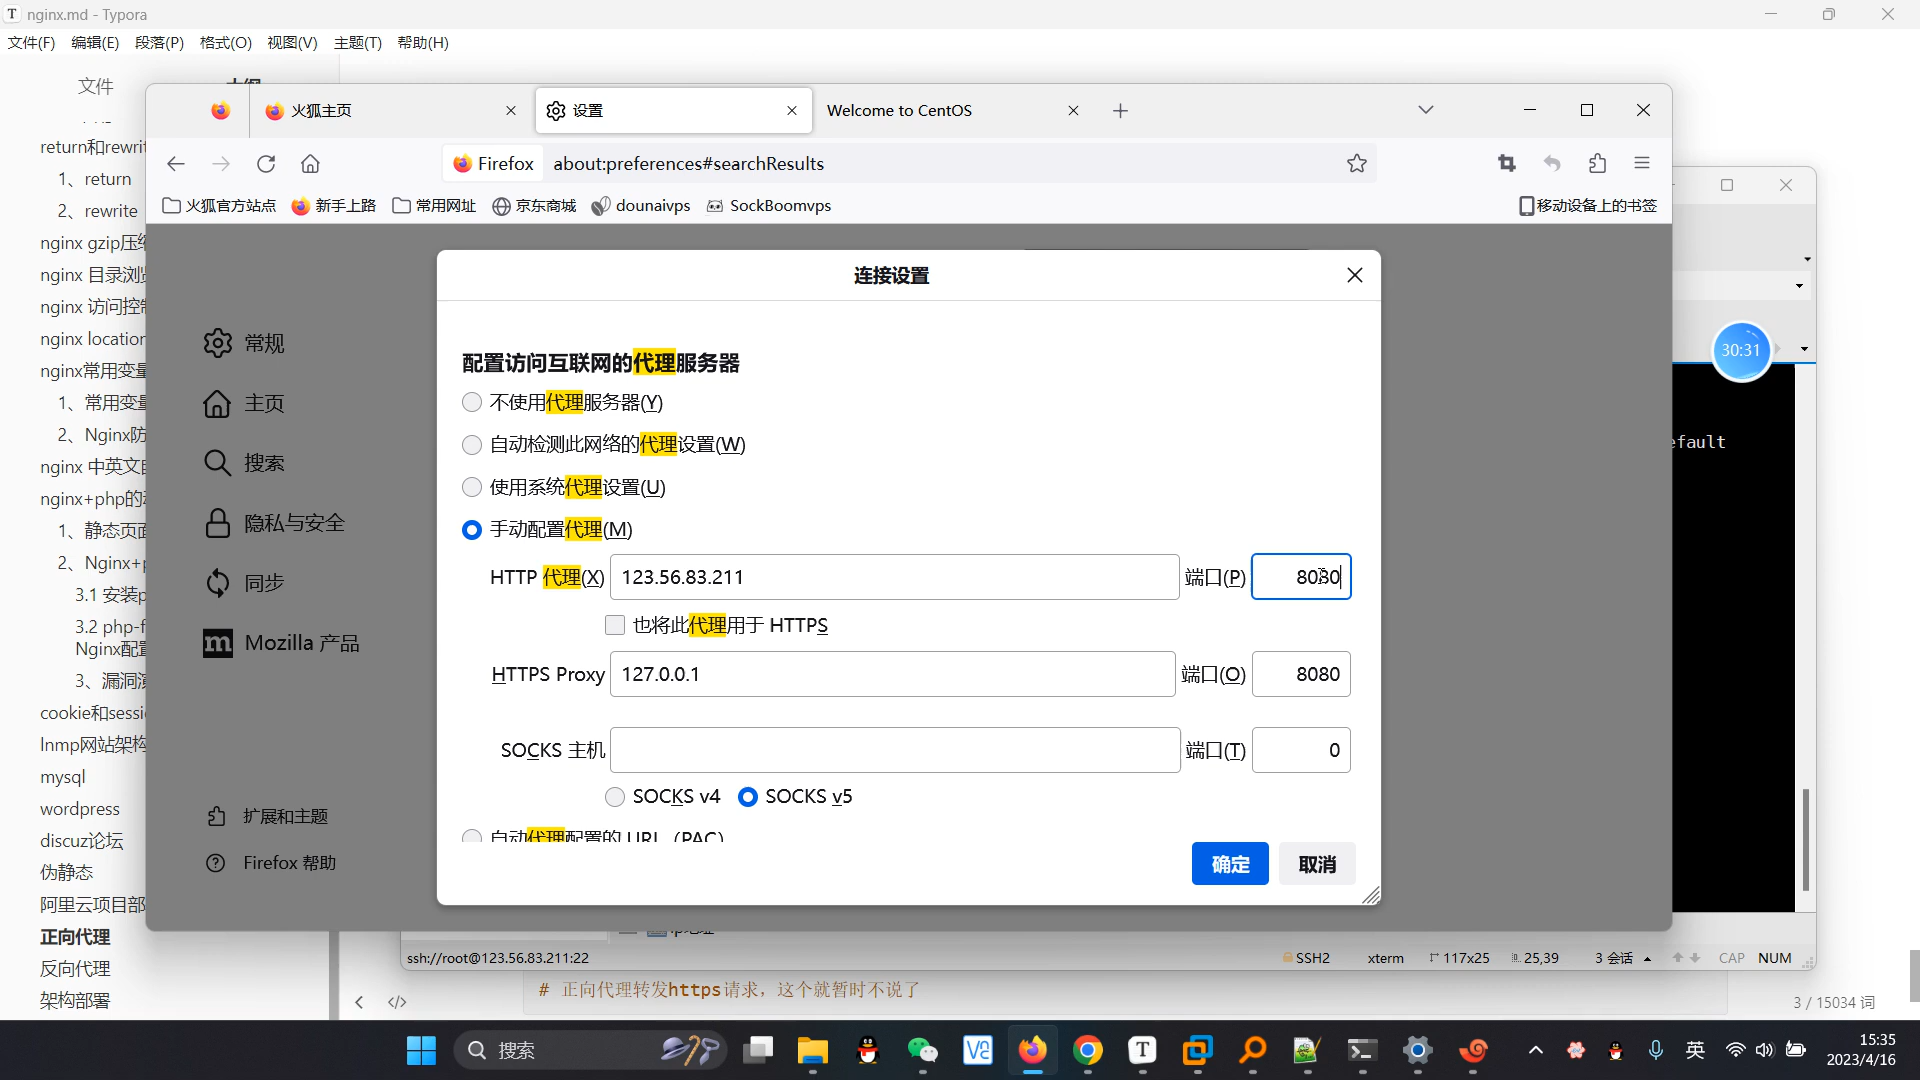 nginx.md - Typora
文件(F) 编辑(E) 段落(P) 格式(O) 视图(V) 主题(T) 帮助(H)
文件
火狐主页
设置
Welcome to CentOS
Firefox about:preferences#searchResults
火狐官方站点 新手上路 常用网址 京东商城 dounaivps SockBoomvps 移动设备上的书签
return和rewrit
1、return
2、rewrite
nginx gzip压缩
nginx 目录浏览
nginx 访问控制
nginx location
nginx常用变量
1、常用变量
2、Nginx防
nginx 中英文
nginx+php的
1、静态页面
2、Nginx+
3.1 安装
3.2 php-f
Nginx配置
3、漏洞
cookie和sessi
lnmp网站架构
mysql
wordpress
discuz论坛
伪静态
阿里云项目部
正向代理
反向代理
架构部署
常规
主页
搜索
隐私与安全
同步
Mozilla 产品
扩展和主题
Firefox 帮助
连接设置
配置访问互联网的代理服务器
不使用代理服务器(Y)
自动检测此网络的代理设置(W)
使用系统代理设置(U)
手动配置代理(M)
HTTP 代理(X) 123.56.83.211 端口(P) 8080
也将此代理用于 HTTPS
HTTPS Proxy 127.0.0.1 端口(O) 8080
SOCKS 主机 端口(T) 0
SOCKS v4 SOCKS v5
自动代理配置的 URL（PAC）
确定 取消
30:31
efault
ssh://root@123.56.83.211:22 SSH2 xterm 117x25 25,39 3 会话 CAP NUM
# 正向代理转发https请求，这个就暂时不说了
3 / 15034 词
搜索
英
15:35
2023/4/16